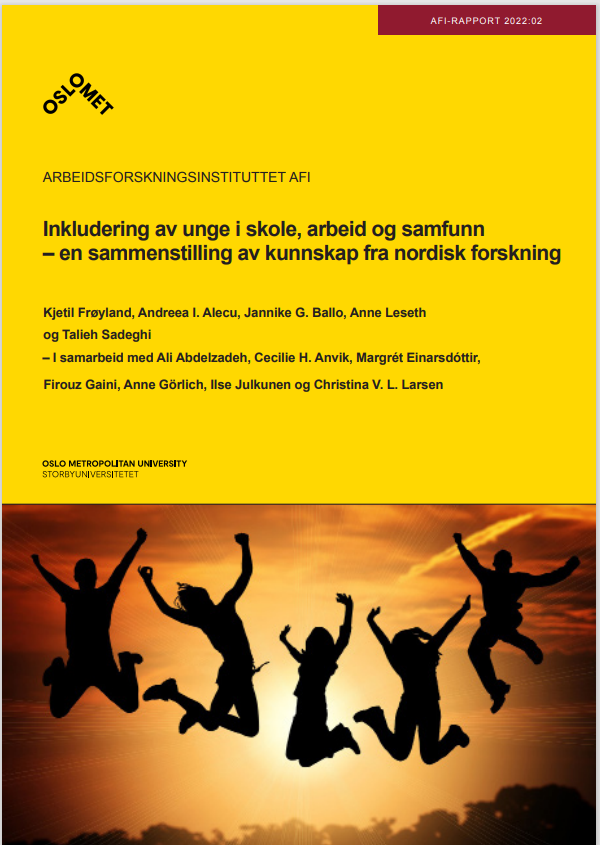 AFI-RAPPORT 2022:02
OSLOMET
ARBEIDSFORSKNINGSINSTITUTTET AFI
Inkludering av unge i skole, arbeid og samfunn
– en sammenstilling av kunnskap fra nordisk forskning
Kjetil Frøyland, Andreea I. Alecu, Jannike G. Ballo, Anne Leseth
og Talieh Sadeghi
– I samarbeid med Ali Abdelzadeh, Cecilie H. Anvik, Margrét Einarsdóttir,
Firouz Gaini, Anne Görlich, Ilse Julkunen og Christina V. L. Larsen
OSLO METROPOLITAN UNIVERSITY
STORBYUNIVERSITETET